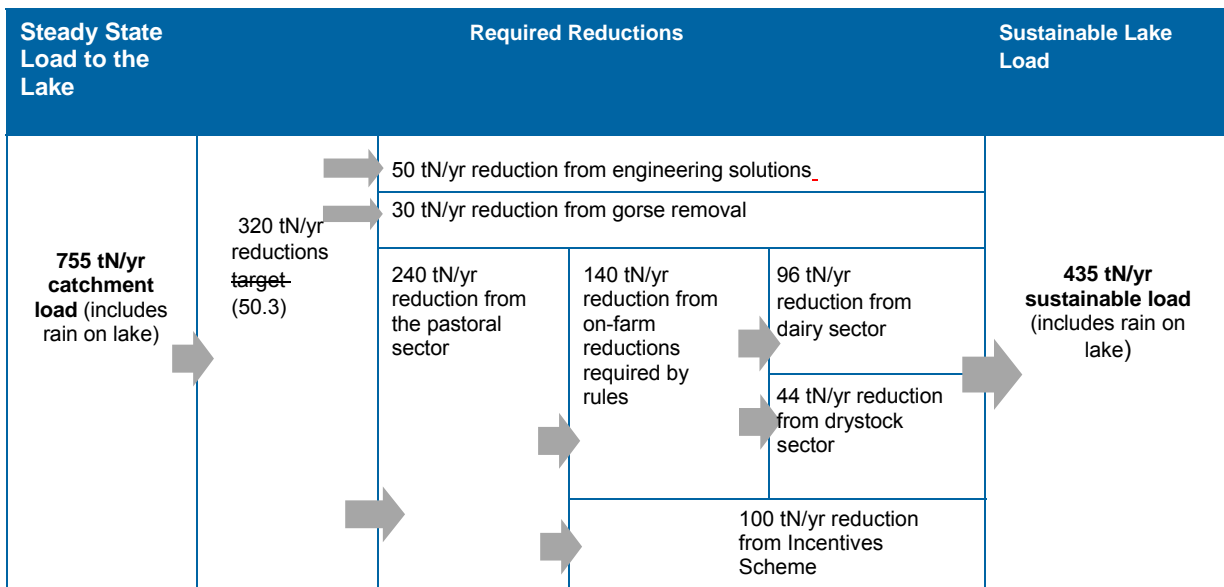 Steady State
Load to the
Lake
Required Reductions
Sustainable Lake
Load
755 tN/yr
catchment
load (includes
rain on lake)
320 tN/yr
reductions
target
(50.3)
50 tN/yr reduction from engineering solutions
30 tN/yr reduction from gorse removal
240 tN/yr
reduction from
the pastoral
sector
140 tN/yr
reduction from
on-farm
reductions
required by
rules
96 tN/yr
reduction from
dairy sector
44 tN/yr reduction
from drystock
sector
100 tN/yr reduction
from Incentives
Scheme
435 tN/yr
sustainable load
(includes rain on
lake)